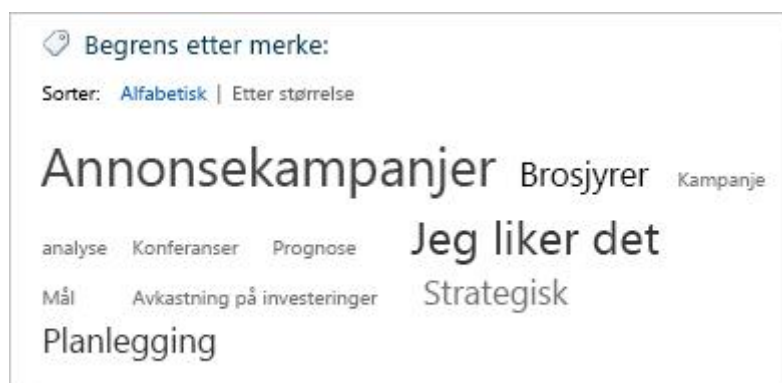 Begrens etter merke:
Sorter: Alfabetisk | Etter størrelse
Annonsekampanjer Brosjyrer Kampanje
analyse Konferanser Prognose Jeg liker det
Mål Avkastning på investeringer Strategisk
Planlegging